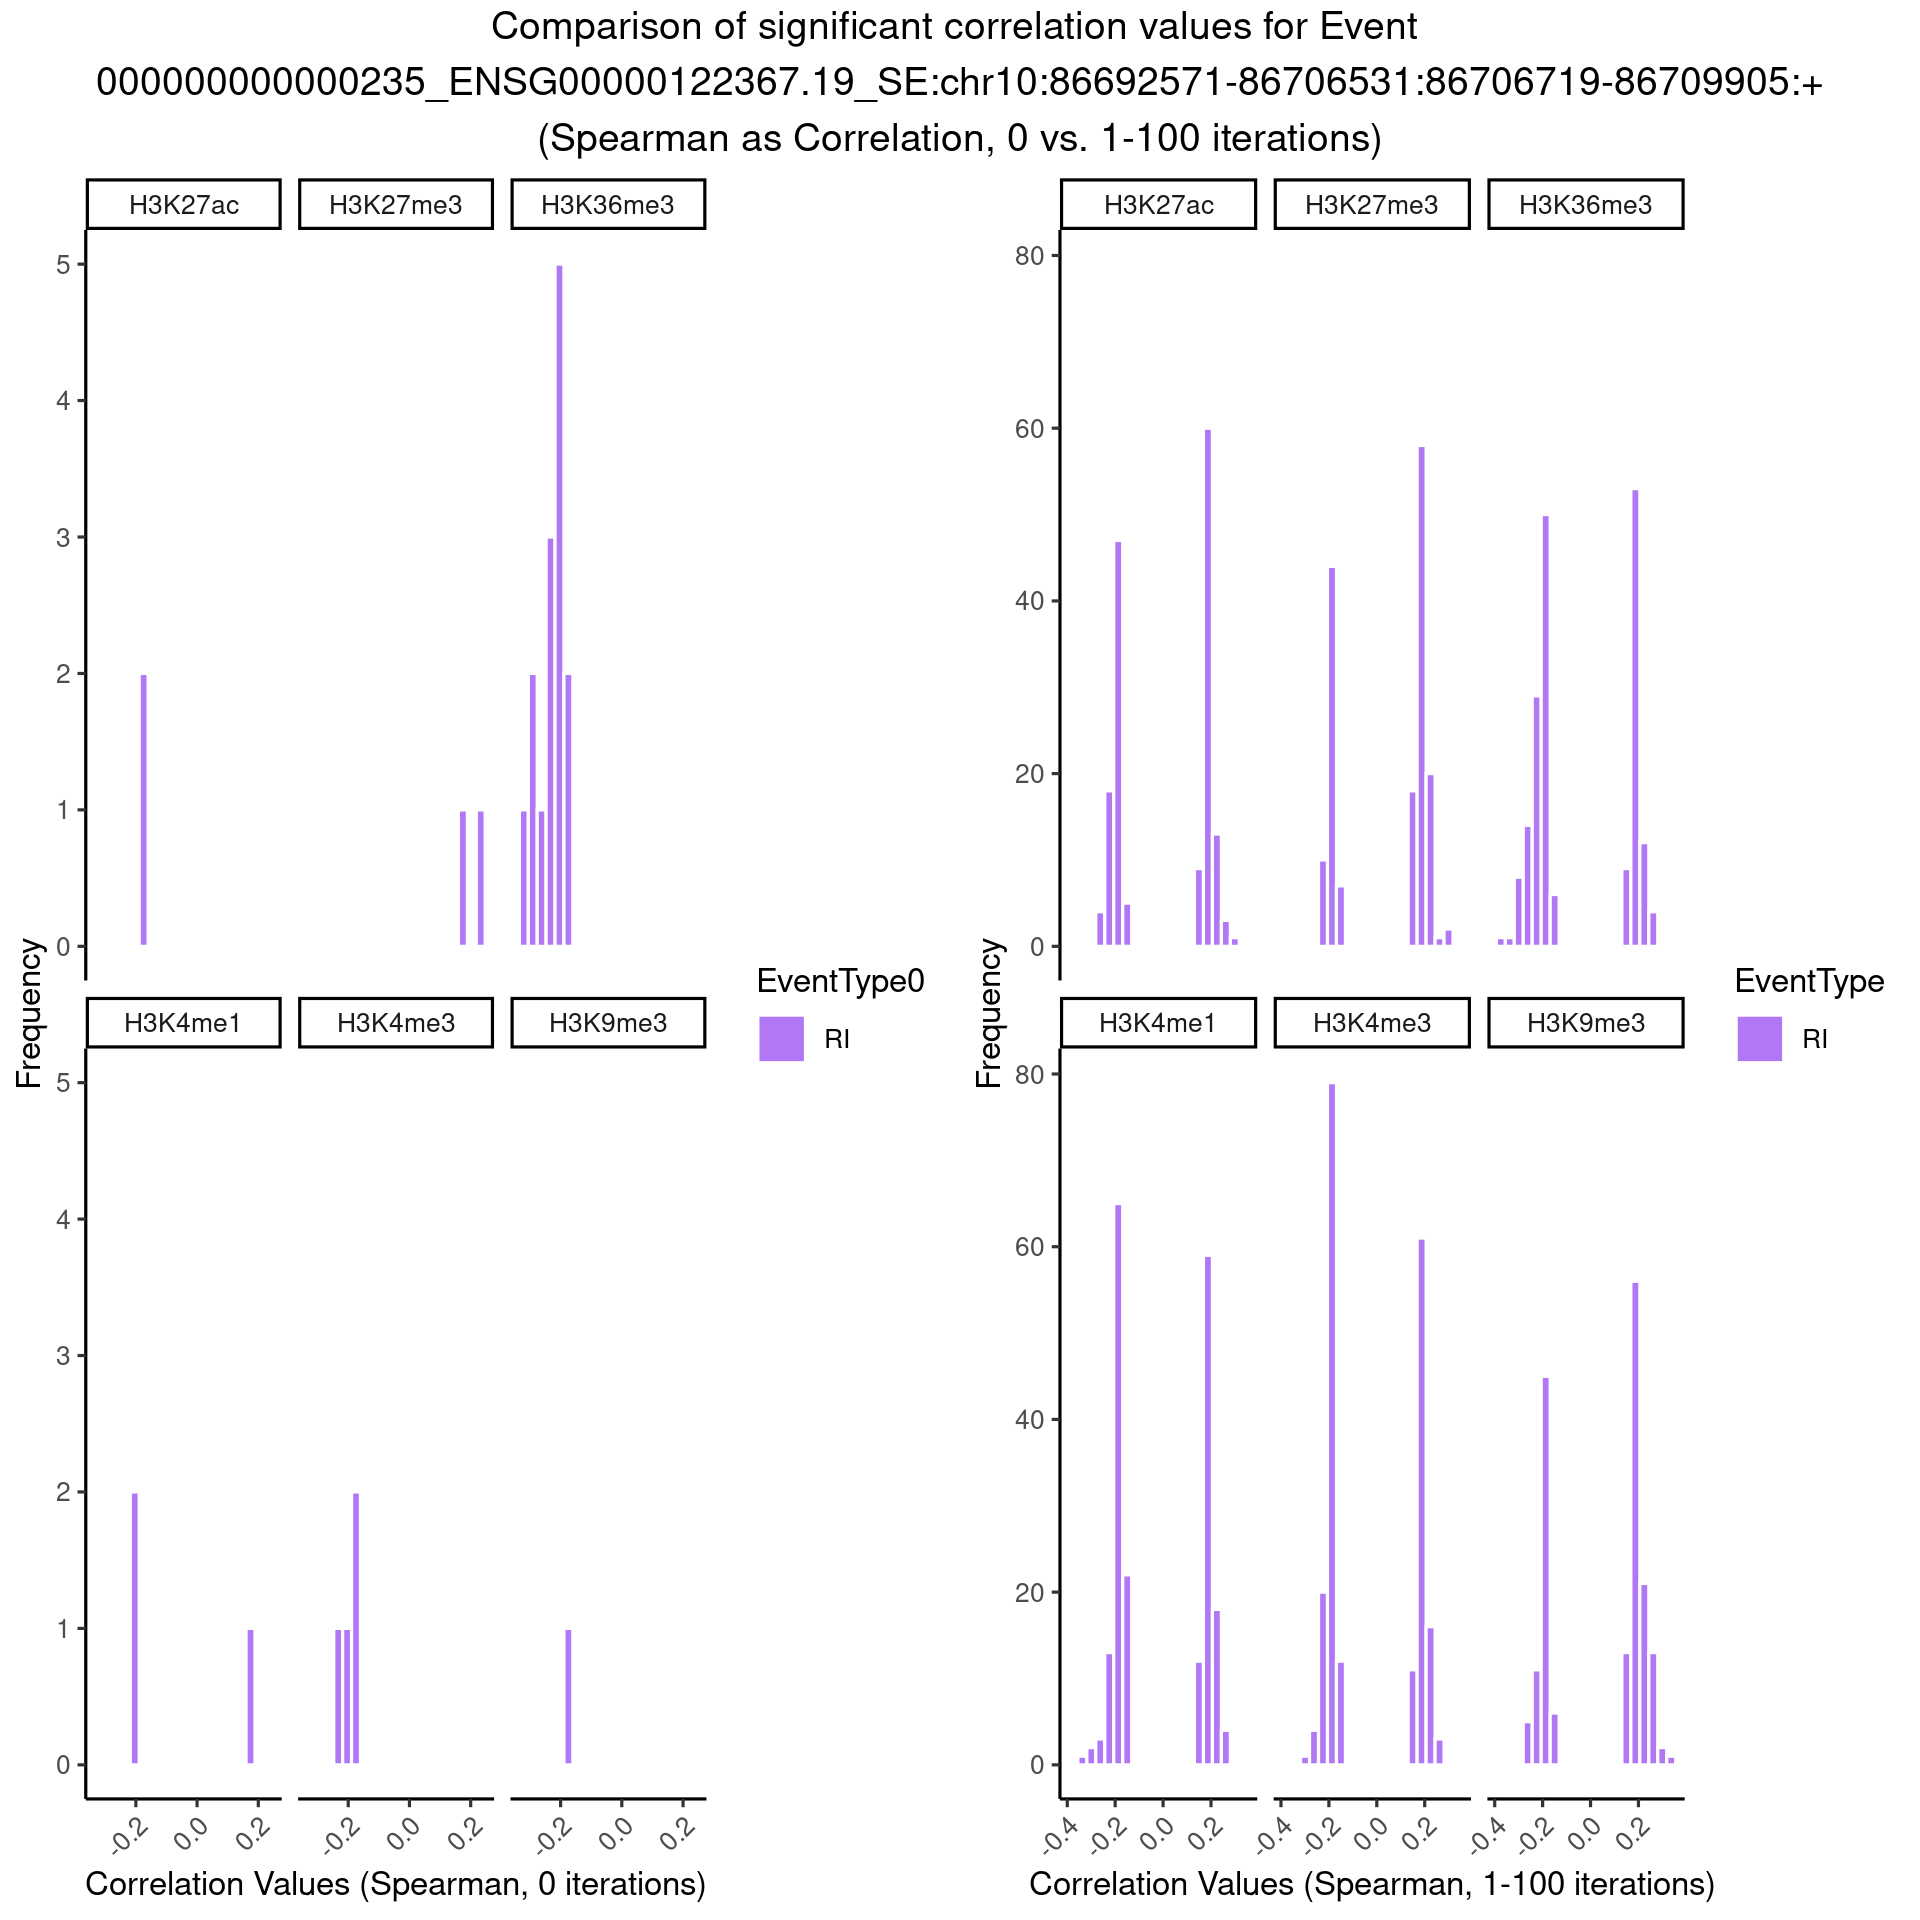 Comparison of significant correlation values for Event
000000000000235_ENSG00000122367.19_SE:chr10:86692571-86706531:86706719-86709905:+
(Spearman as Correlation, 0 vs. 1-100 iterations)
H3K27ac H3K27me3 H3K36me3
5
4
3
2
1
0
H3K4me1 H3K4me3 H3K9me3
5
4
3
2
1
0
Frequency
-0.2 0.0 0.2 -0.2 0.0 0.2 -0.2 0.0 0.2
Correlation Values (Spearman, 0 iterations)
EventType0
RI
H3K27ac H3K27me3 H3K36me3
80
60
40
20
0
H3K4me1 H3K4me3 H3K9me3
80
60
40
20
0
Frequency
-0.4 -0.2 0.0 0.2 -0.4 -0.2 0.0 0.2 -0.4 -0.2 0.0 0.2
Correlation Values (Spearman, 1-100 iterations)
EventType
RI